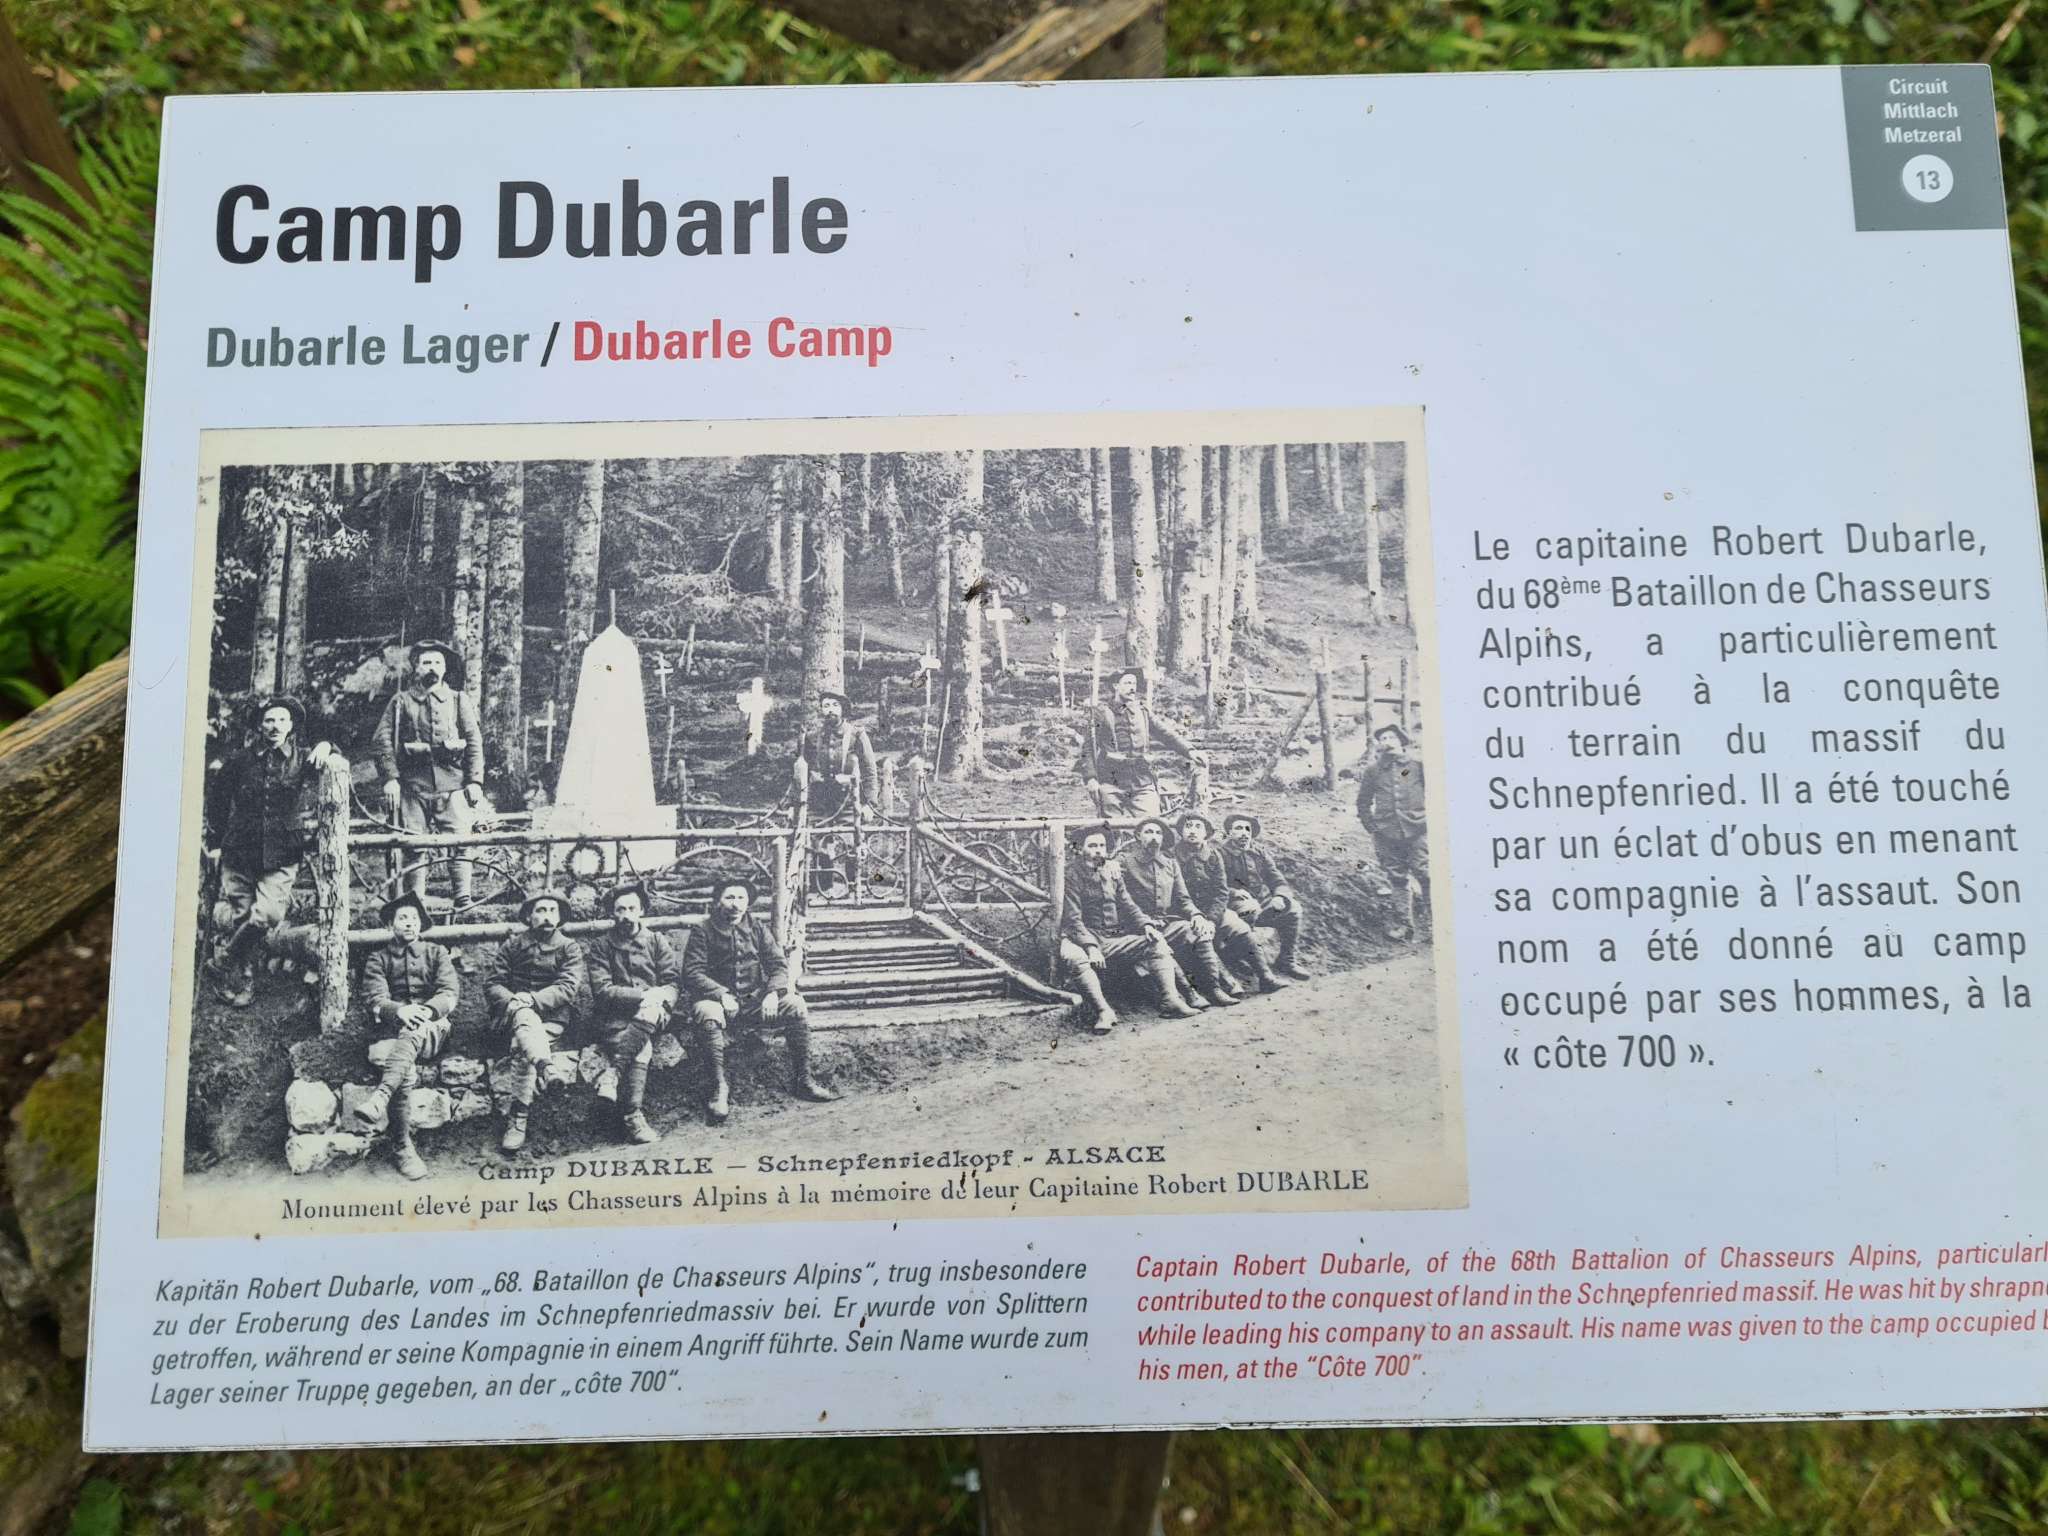 Circuit
Mittlach
Metzeral
13
Camp Dubarle
Dubarle Lager / Dubarle Camp
Camp DUBARLE — Schnepfenriedkopf - ALSACE
Monument élevé par les Chasseurs Alpins à la mémoire de leur Capitaine Robert DUBARLE
Le capitaine Robert Dubarle,
du 68ème Bataillon de Chasseurs
Alpins, a particulièrement
contribué à la conquête
du terrain du massif du
Schnepfenried. Il a été touché
par un éclat d’obus en menant
sa compagnie à l’assaut. Son
nom a été donné au camp
occupé par ses hommes, à la
« côte 700 ».
Kapitän Robert Dubarle, vom „68. Bataillon de Chasseurs Alpins“, trug insbesondere
zu der Eroberung des Landes im Schnepfenriedmassiv bei. Er wurde von Splittern
getroffen, während er seine Kompagnie in einem Angriff führte. Sein Name wurde zum
Lager seiner Truppe gegeben, an der „côte 700“.
Captain Robert Dubarle, of the 68th Battalion of Chasseurs Alpins,
contributed to the conquest of land in the Schnepfenried massif. He was hit by
while leading his company to an assault. His name was given to the camp occupied
his men, at the “Côte 700”.